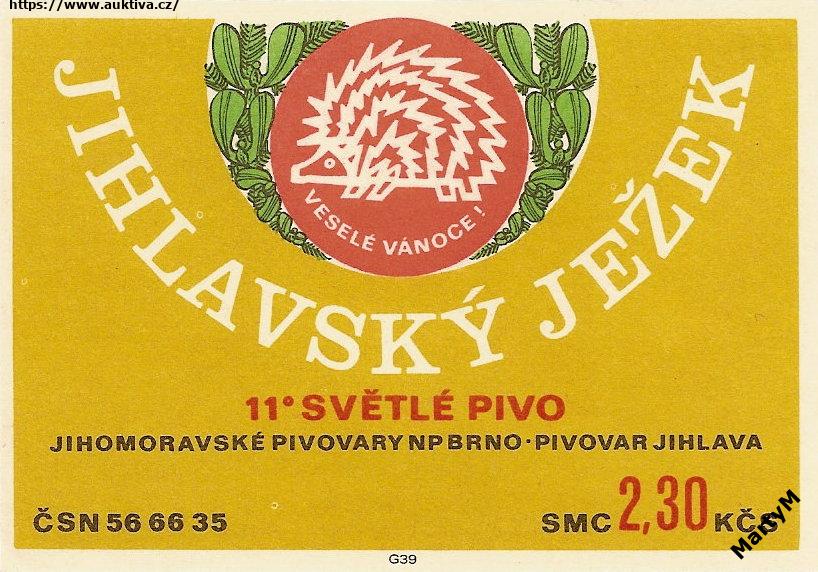 https://www.auktiva.cz/
VESELÉ VÁNOCE!
JIHLAVSKÝ JEŽEK
11° SVĚTLÉ PIVO
JIHOMORAVSKÉ PIVOVARY NP BRNO · PIVOVAR JIHLAVA
ČSN 56 66 35
SMC 2,30 KČS
MartyM
G39